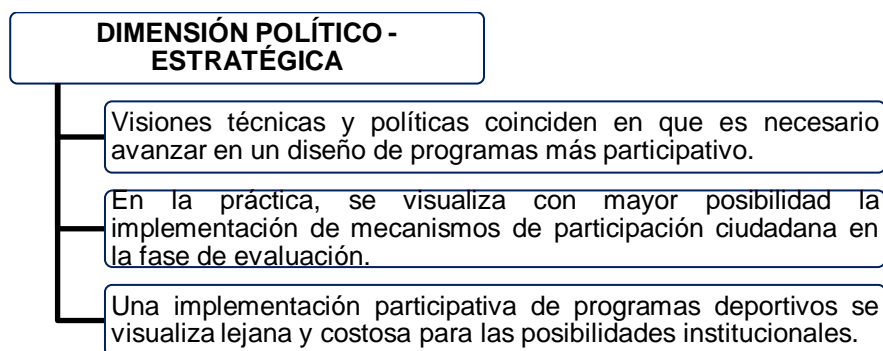 DIMENSIÓN POLÍTICO -
ESTRATÉGICA
Visiones técnicas y políticas coinciden en que es necesario
avanzar en un diseño de programas más participativo.
En la práctica, se visualiza con mayor posibilidad la
implementación de mecanismos de participación ciudadana en
la fase de evaluación.
Una implementación participativa de programas deportivos se
visualiza lejana y costosa para las posibilidades institucionales.